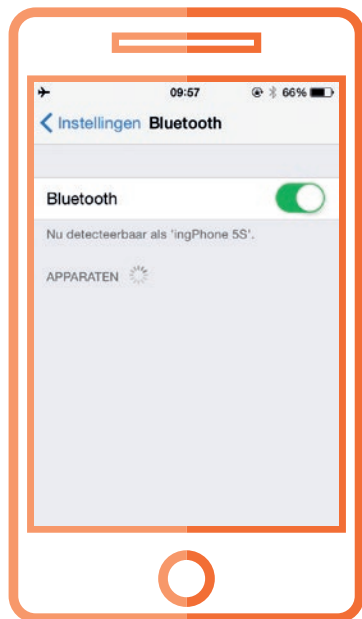 09:57 66%
Instellingen Bluetooth
Bluetooth
Nu detecteerbaar als 'ingPhone 5S'.
APPARATEN